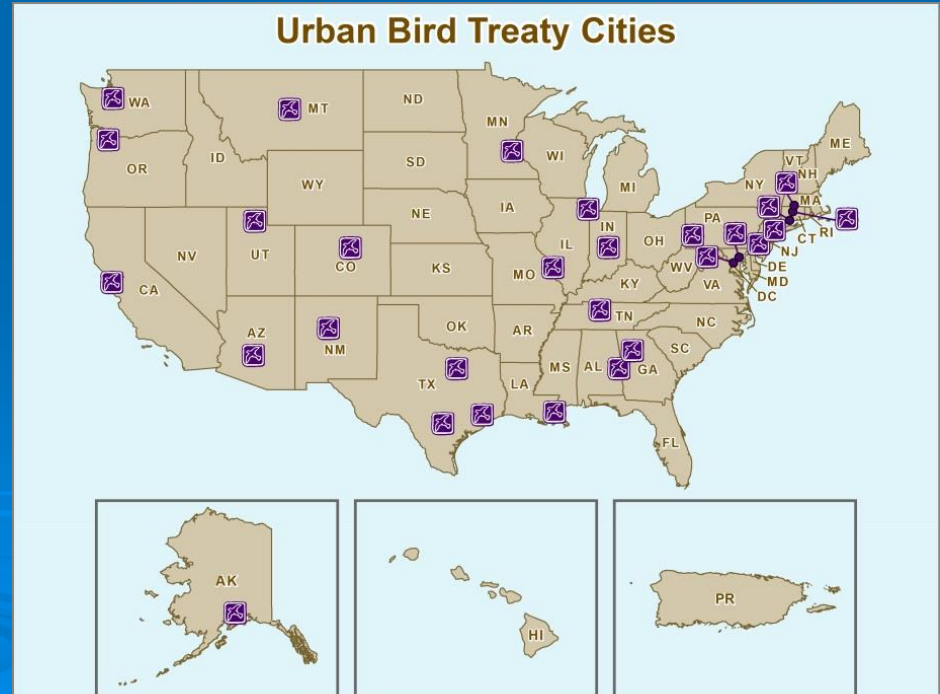 Urban Bird Treaty Cities
WA
MT
ND
MN
OR
ID
SD
WI
WY
MI
NY
VT
NH
ME
MA
CT
RI
NV
UT
CO
NE
IA
IL
IN
OH
PA
NJ
DE
MD
DC
CA
KS
MO
KY
WV
VA
AZ
NM
OK
AR
TN
NC
SC
TX
LA
MS
AL
GA
FL
AK
HI
PR